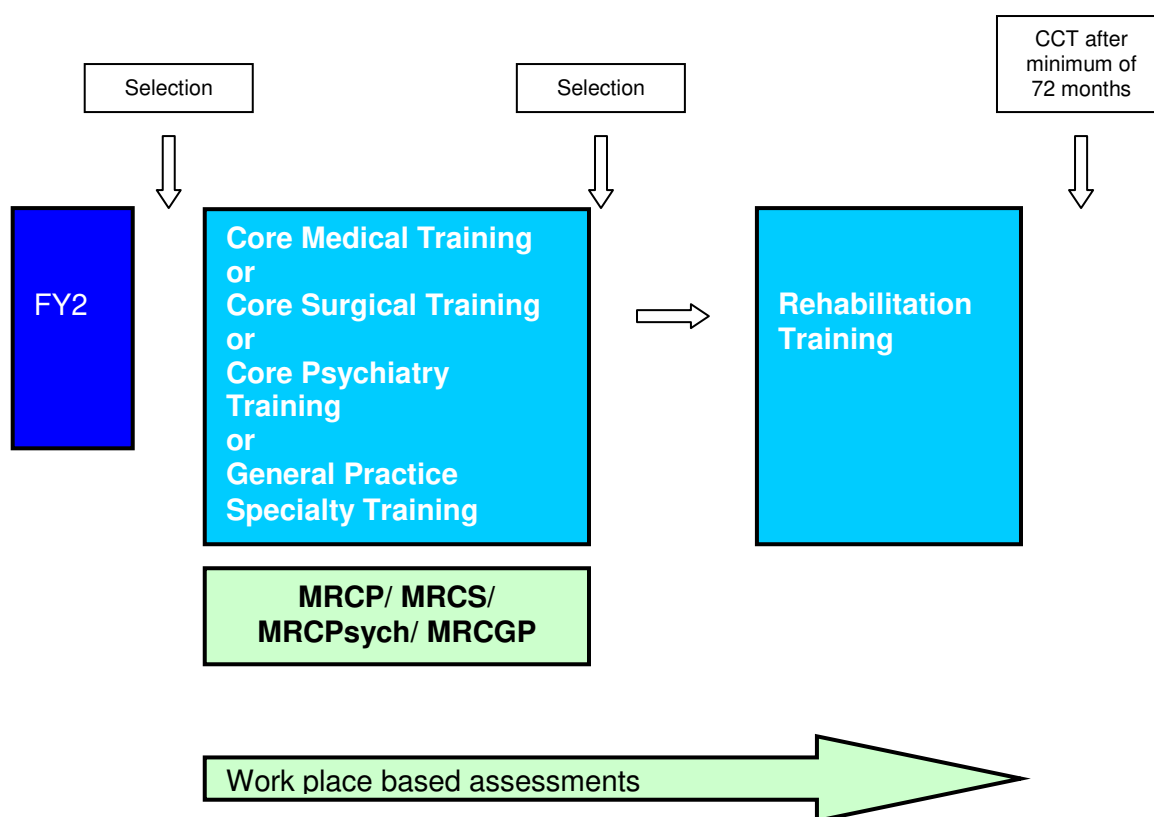 Selection
Selection
CCT after
minimum of
72 months
FY2
Core Medical Training
or
Core Surgical Training
or
Core Psychiatry
Training
or
General Practice
Specialty Training
Rehabilitation
Training
MRCP/ MRCS/
MRCPsych/ MRCGP
Work place based assessments